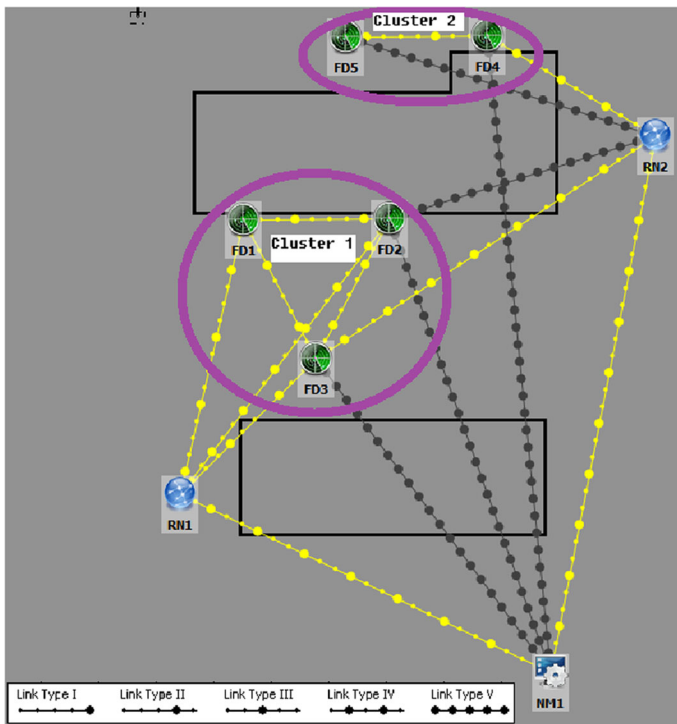 Cluster 2
FD5
FD4
RN2
FD1
Cluster 1
FD2
FD3
RN1
NM1
Link Type I
Link Type II
Link Type III
Link Type IV
Link Type V